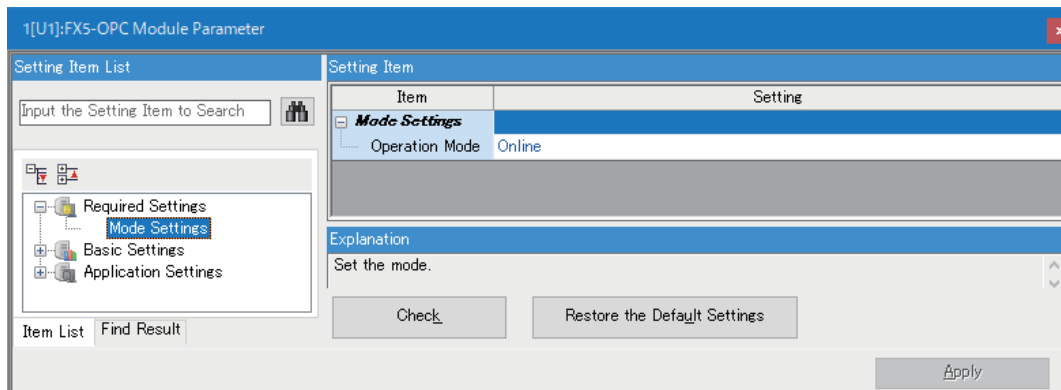 1[U1]:FX5-OPC Module Parameter
Setting Item List
Input the Setting Item to Search
Required Settings
Mode Settings
Basic Settings
Application Settings
Item List
Find Result
Setting Item
Item Setting
Mode Settings
Operation Mode Online
Explanation
Set the mode.
Check
Restore the Default Settings
Apply